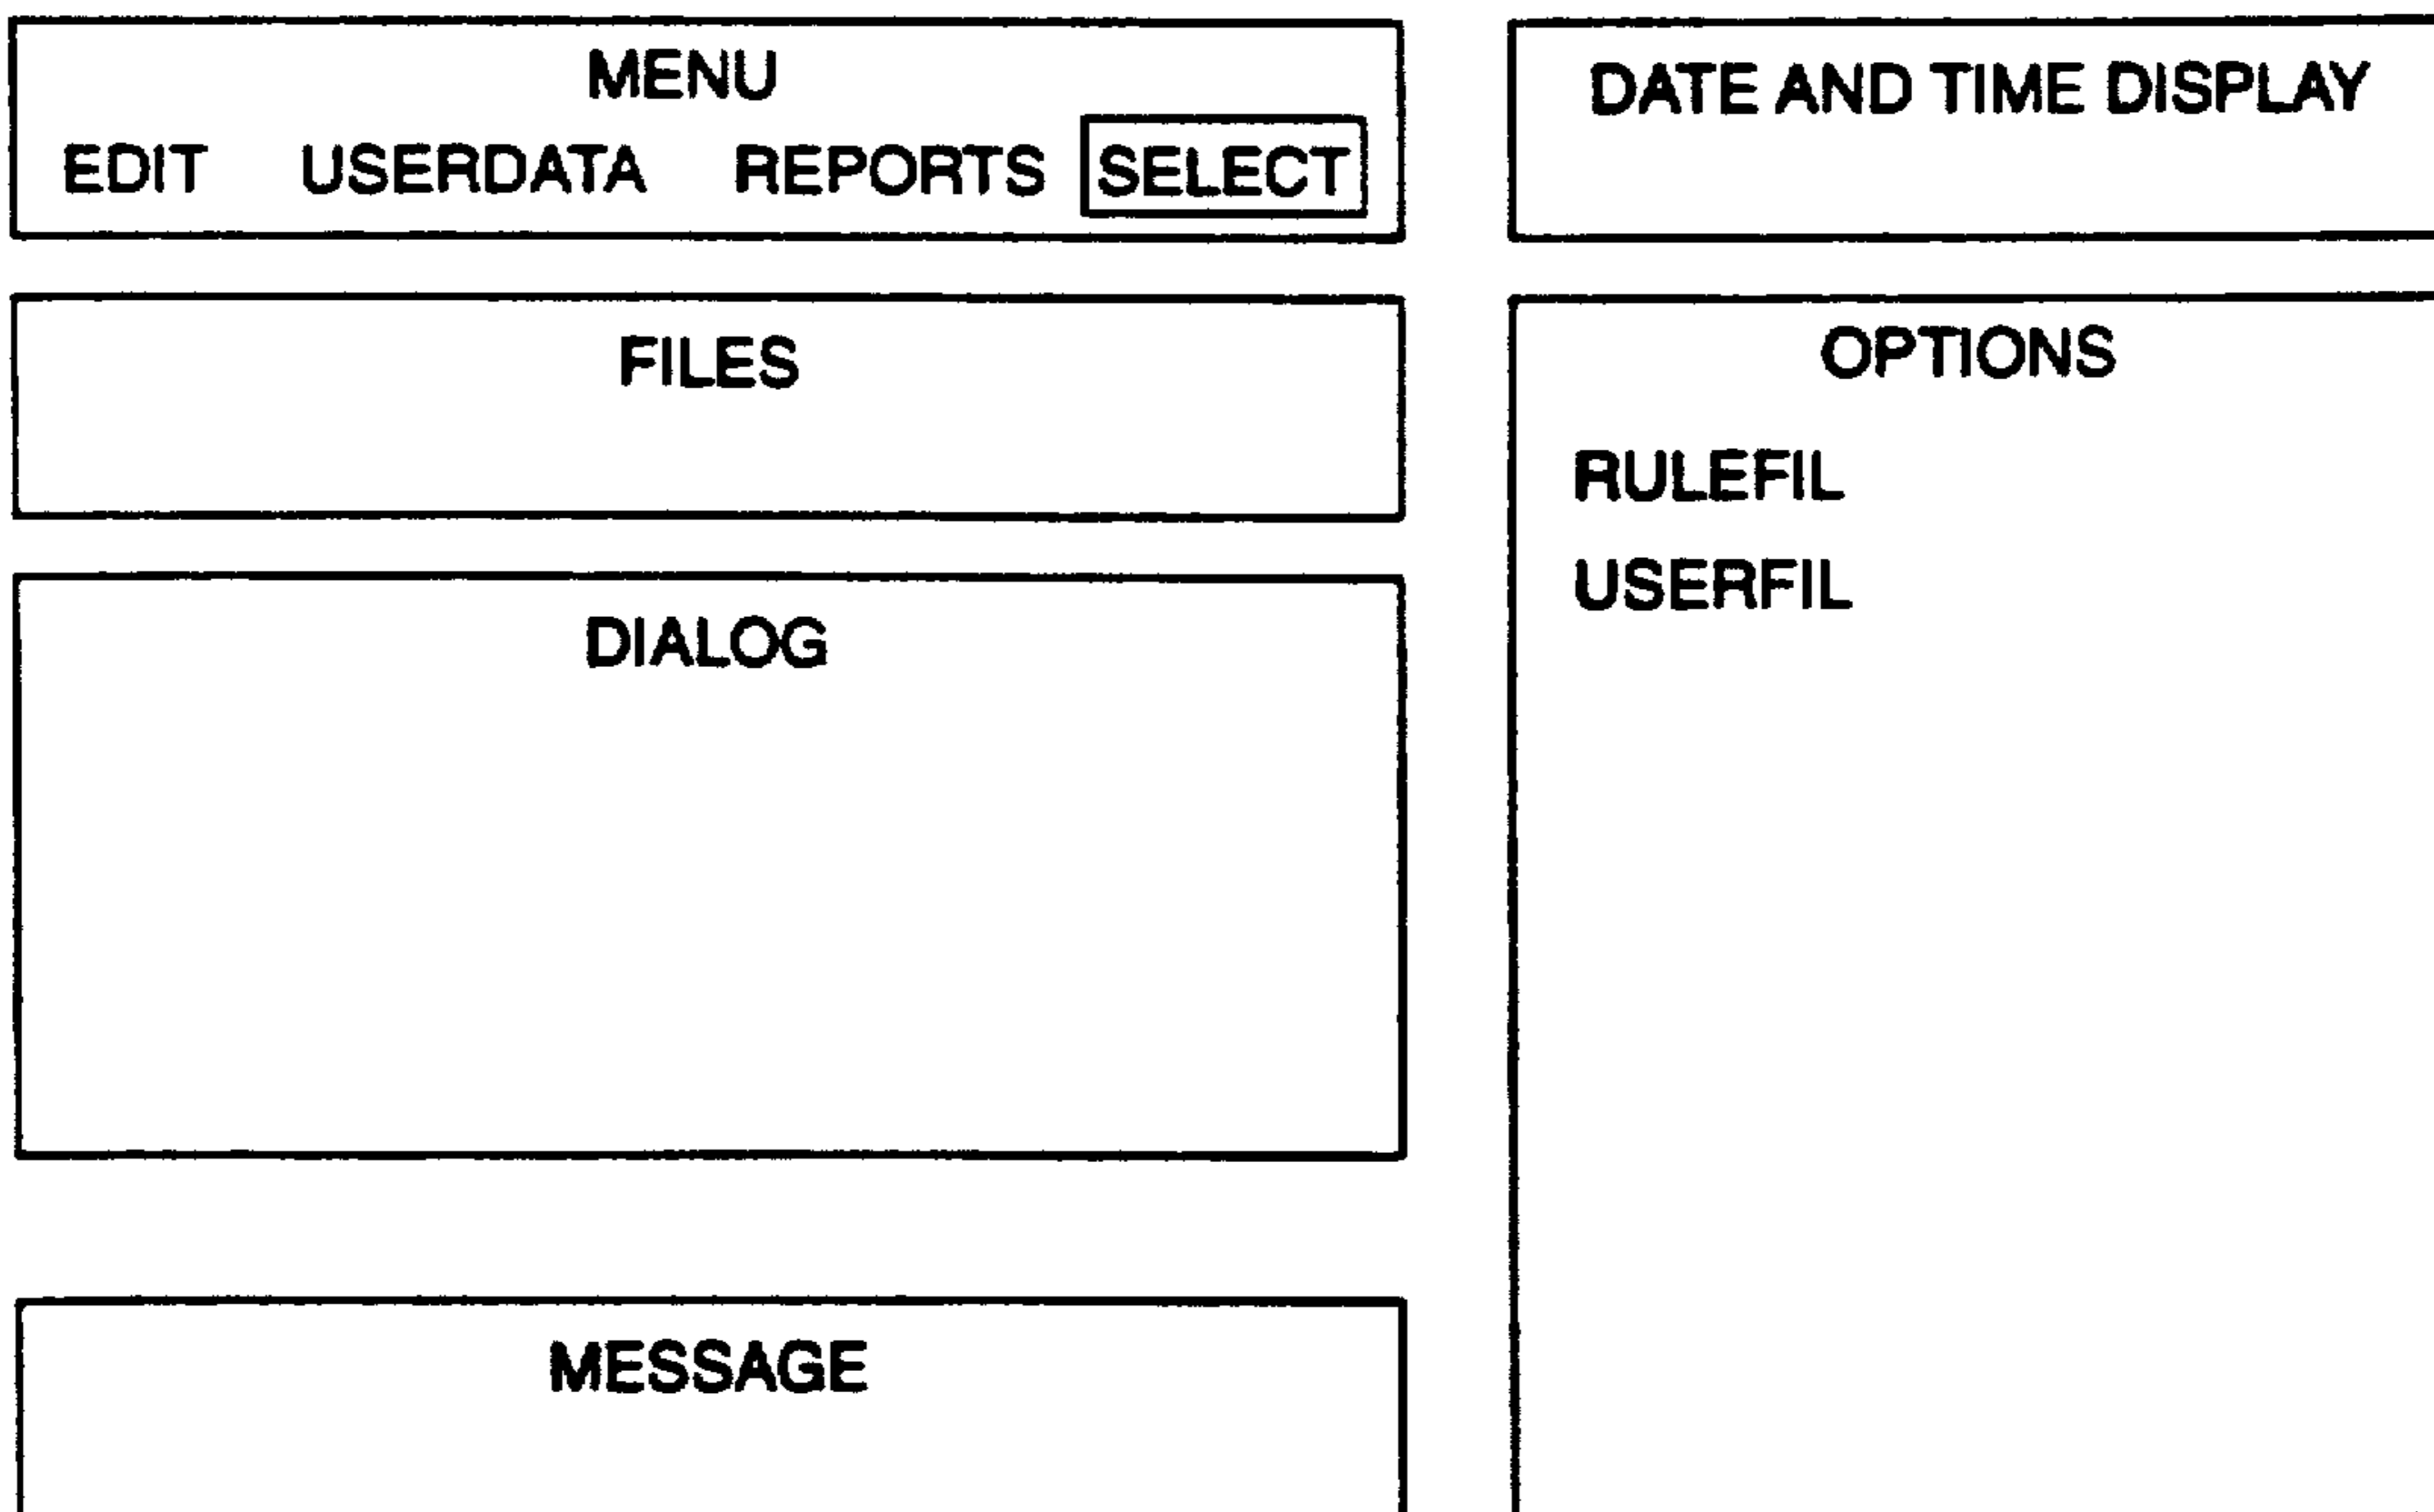 MENU
EDIT USERDATA REPORTS SELECT
DATE AND TIME DISPLAY
FILES
OPTIONS
RULEFIL
USERFIL
DIALOG
MESSAGE